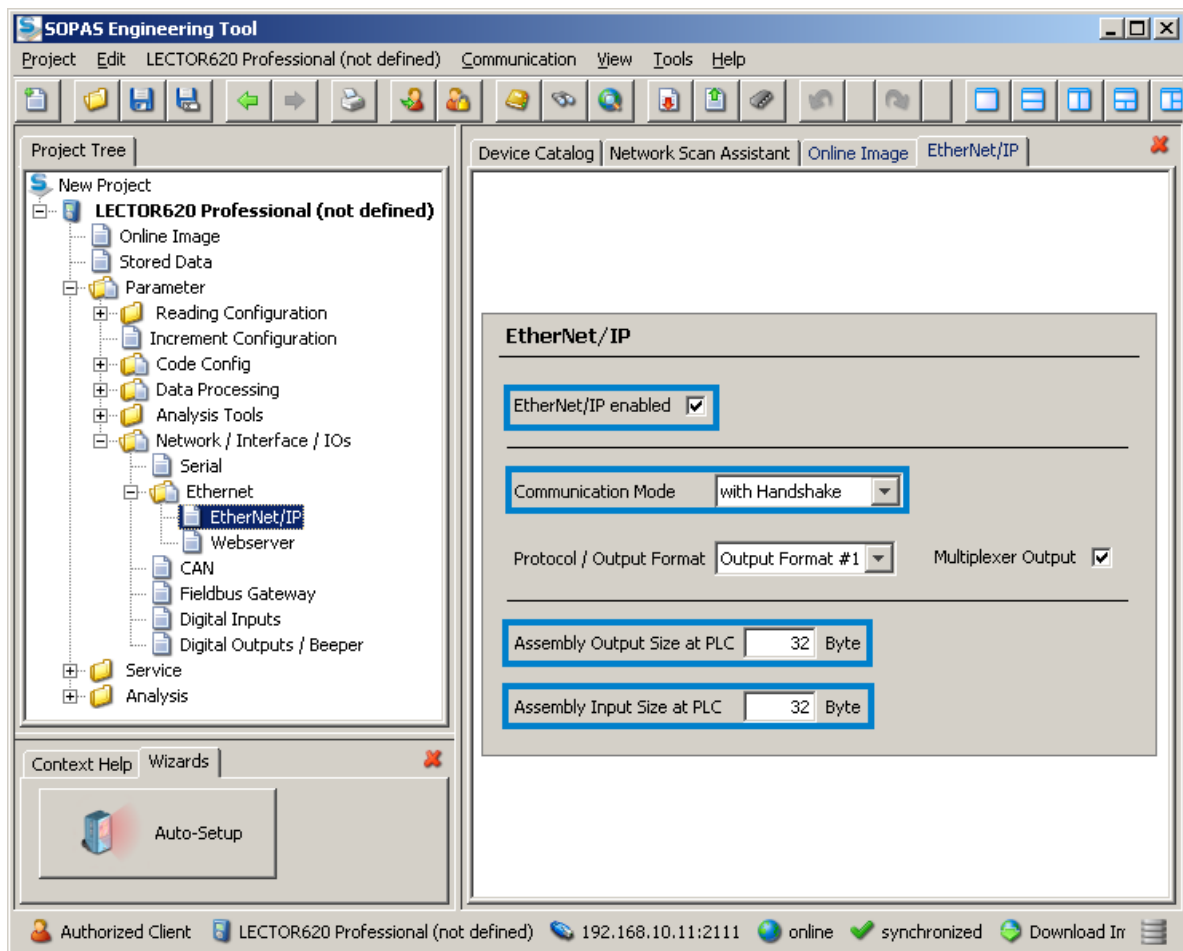 SOPAS Engineering Tool
Project Edit LECTOR620 Professional (not defined) Communication View Tools Help
Project Tree
New Project
LECTOR620 Professional (not defined)
Online Image
Stored Data
Parameter
Reading Configuration
Increment Configuration
Code Config
Data Processing
Analysis Tools
Network / Interface / IOs
Serial
Ethernet
EtherNet/IP
Webserver
CAN
Fieldbus Gateway
Digital Inputs
Digital Outputs / Beeper
Service
Analysis
Context Help Wizards
Auto-Setup
Device Catalog Network Scan Assistant Online Image EtherNet/IP
EtherNet/IP
EtherNet/IP enabled
Communication Mode with Handshake
Protocol / Output Format Output Format #1 Multiplexer Output
Assembly Output Size at PLC 32 Byte
Assembly Input Size at PLC 32 Byte
Authorized Client LECTOR620 Professional (not defined) 192.168.10.11:2111 online synchronized Download